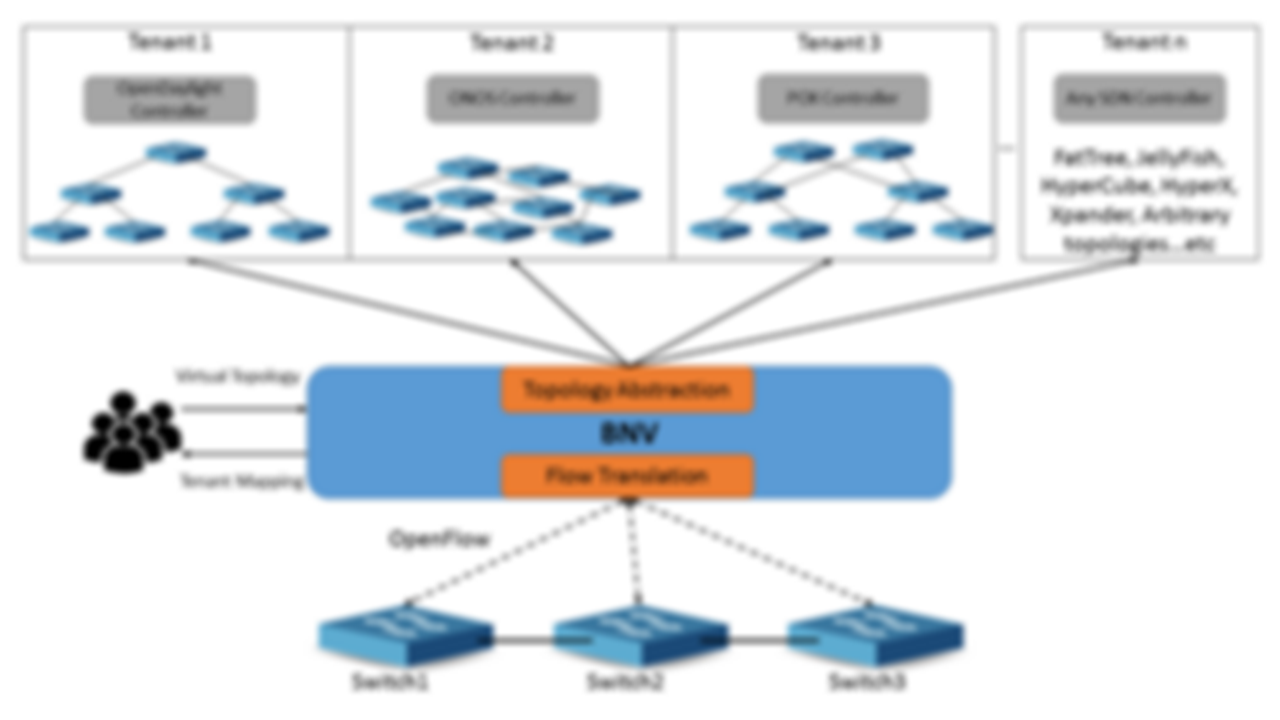 Tenant 1
Tenant 2
Tenant 3
Tenant n
OpenDaylight
Controller
ONOS Controller
POX Controller
Any SDN Controller
FatTree, JellyFish,
HyperCube, HyperX,
Xpander, Arbitrary
topologies...etc
Virtual Topology
Topology Abstraction
BNV
Flow Translation
Tenant Mapping
OpenFlow
Switch1
Switch2
Switch3